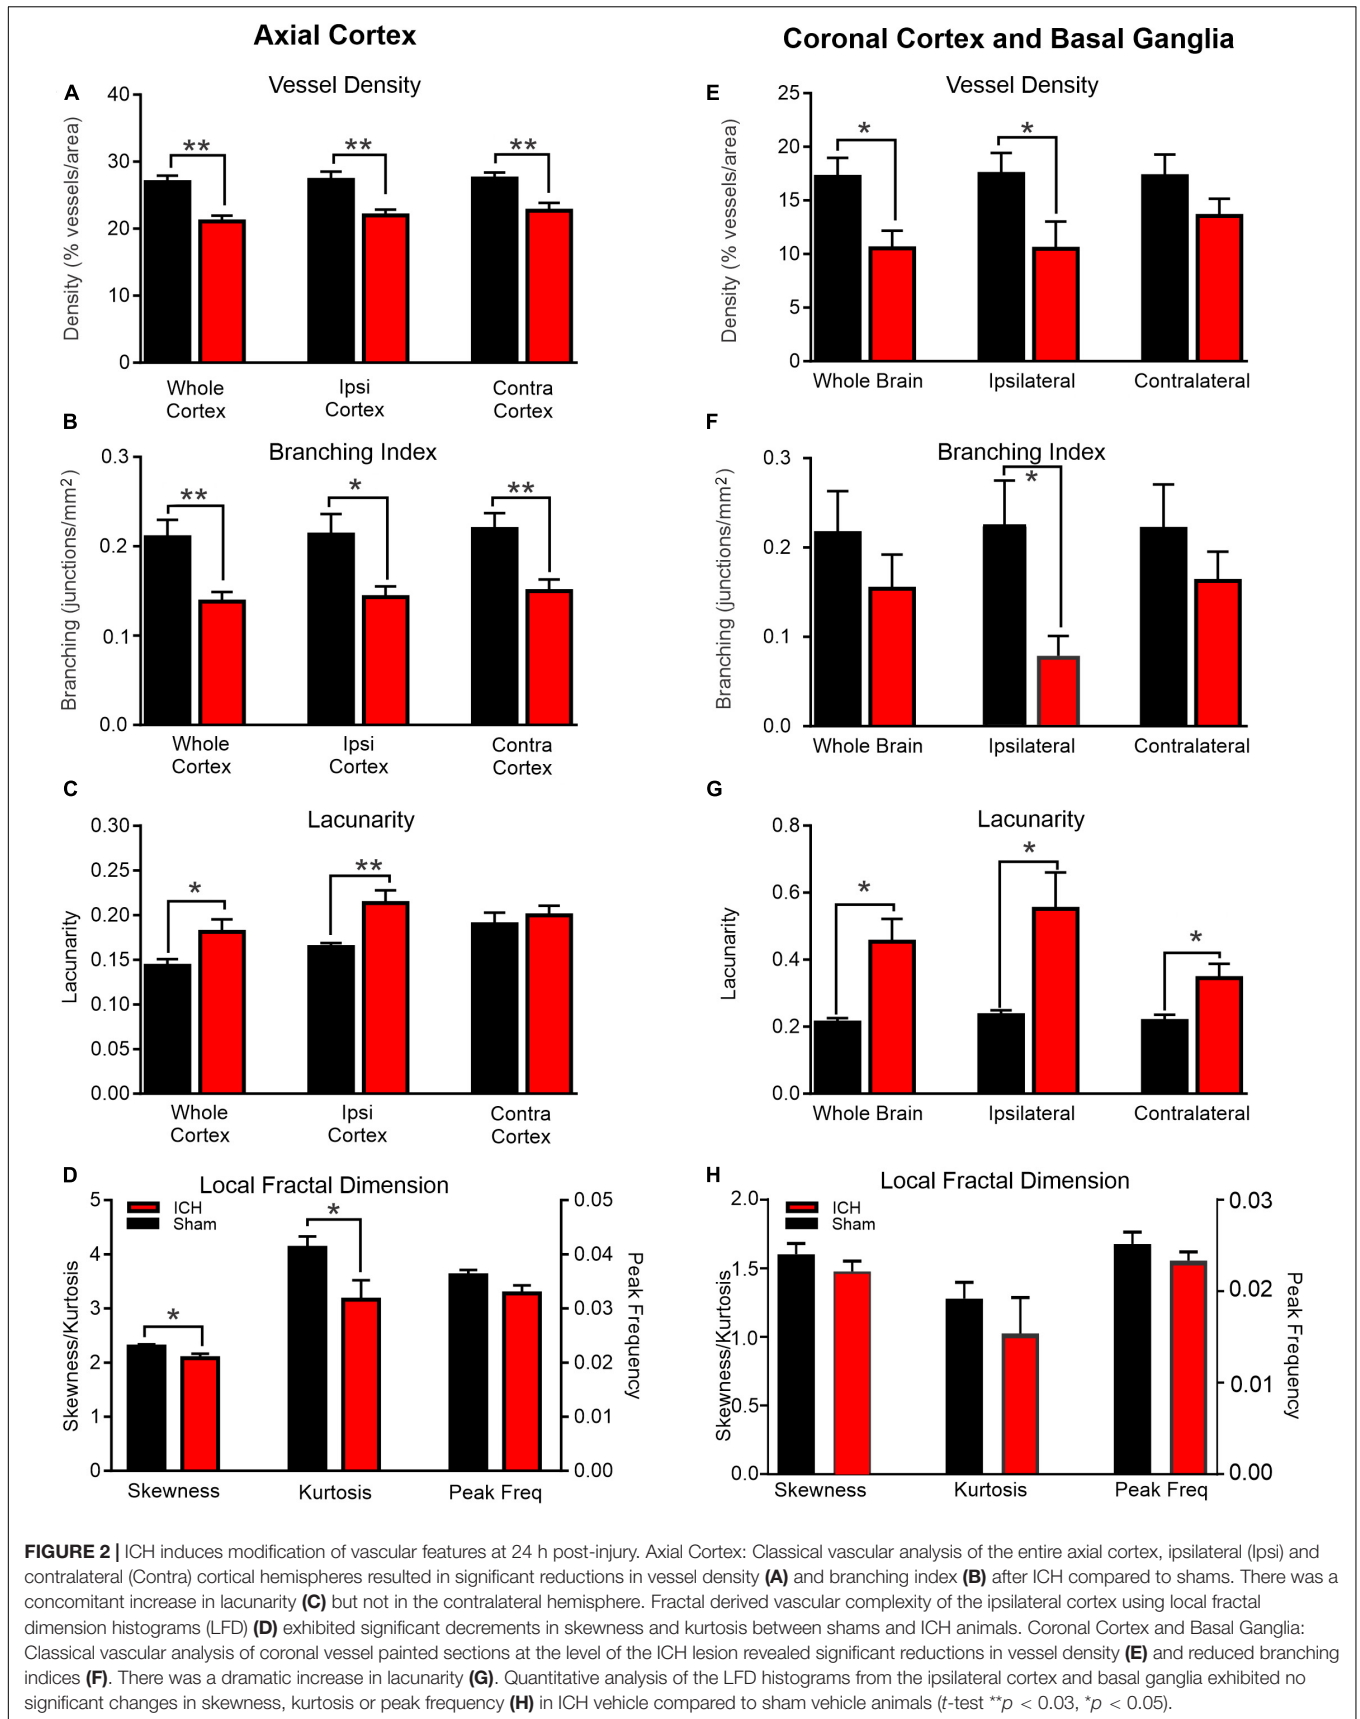 Axial Cortex
Coronal Cortex and Basal Ganglia
A
Vessel Density
Density (% vessels/area)
40
30
20
10
0
**
**
**
Whole Cortex
Ipsi Cortex
Contra Cortex
E
Vessel Density
Density (% vessels/area)
25
20
15
10
5
0
*
*
Whole Brain
Ipsilateral
Contralateral
B
Branching Index
Branching (junctions/mm²)
0.3
0.2
0.1
0.0
**
*
**
Whole Cortex
Ipsi Cortex
Contra Cortex
F
Branching Index
Branching (junctions/mm²)
0.3
0.2
0.1
0.0
*
Whole Brain
Ipsilateral
Contralateral
C
Lacunarity
Lacunarity
0.30
0.25
0.20
0.15
0.10
0.05
0.00
*
**
Whole Cortex
Ipsi Cortex
Contra Cortex
G
Lacunarity
Lacunarity
0.8
0.6
0.4
0.2
0.0
*
*
*
Whole Brain
Ipsilateral
Contralateral
D
Local Fractal Dimension
ICH
Sham
Skewness/Kurtosis
5
4
3
2
1
0
*
*
0.05
0.04
0.03
0.02
0.01
0.00
Peak Frequency
Skewness
Kurtosis
Peak Freq
H
Local Fractal Dimension
ICH
Sham
Skewness/Kurtosis
2.0
1.5
1.0
0.5
0.0
0.03
0.02
0.01
0.00
Peak Frequency
Skewness
Kurtosis
Peak Freq
FIGURE 2 | ICH induces modification of vascular features at 24 h post-injury. Axial Cortex: Classical vascular analysis of the entire axial cortex, ipsilateral (Ipsi) and
contralateral (Contra) cortical hemispheres resulted in significant reductions in vessel density (A) and branching index (B) after ICH compared to shams. There was a
concomitant increase in lacunarity (C) but not in the contralateral hemisphere. Fractal derived vascular complexity of the ipsilateral cortex using local fractal
dimension histograms (LFD) (D) exhibited significant decrements in skewness and kurtosis between shams and ICH animals. Coronal Cortex and Basal Ganglia:
Classical vascular analysis of coronal vessel painted sections at the level of the ICH lesion revealed significant reductions in vessel density (E) and reduced branching
indices (F). There was a dramatic increase in lacunarity (G). Quantitative analysis of the LFD histograms from the ipsilateral cortex and basal ganglia exhibited no
significant changes in skewness, kurtosis or peak frequency (H) in ICH vehicle compared to sham vehicle animals (t-test **p < 0.03, *p < 0.05).